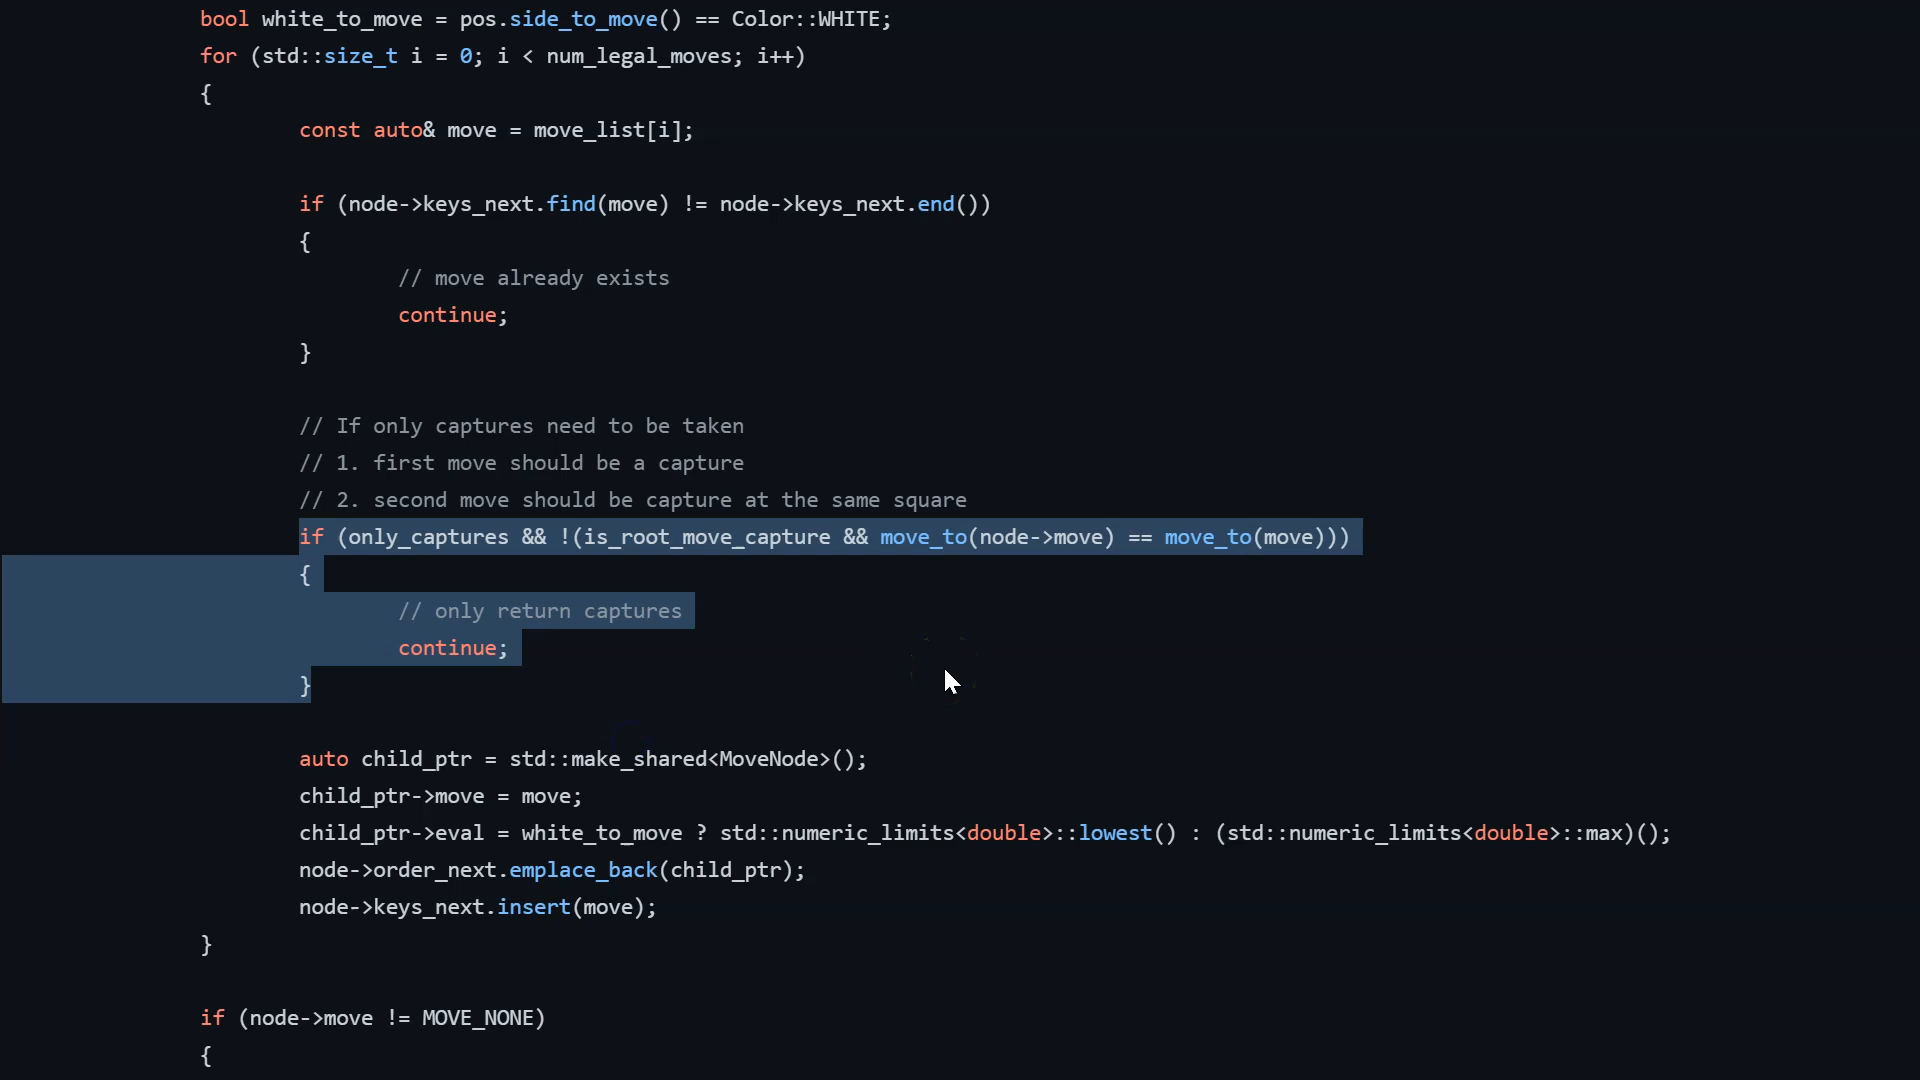 bool white_to_move = pos.side_to_move() == Color::WHITE;
for (std::size_t i = 0; i < num_legal_moves; i++)
{
const auto& move = move_list[i];
if (node->keys_next.find(move) != node->keys_next.end())
{
// move already exists
continue;
}
// If only captures need to be taken
// 1. first move should be a capture
// 2. second move should be capture at the same square
if (only_captures && !(is_root_move_capture && move_to(node->move) == move_to(move)))
{
// only return captures
continue;
}
auto child_ptr = std::make_shared<MoveNode>();
child_ptr->move = move;
child_ptr->eval = white_to_move ? std::numeric_limits<double>::lowest() : (std::numeric_limits<double>::max)();
node->order_next.emplace_back(child_ptr);
node->keys_next.insert(move);
}
if (node->move != MOVE_NONE)
{